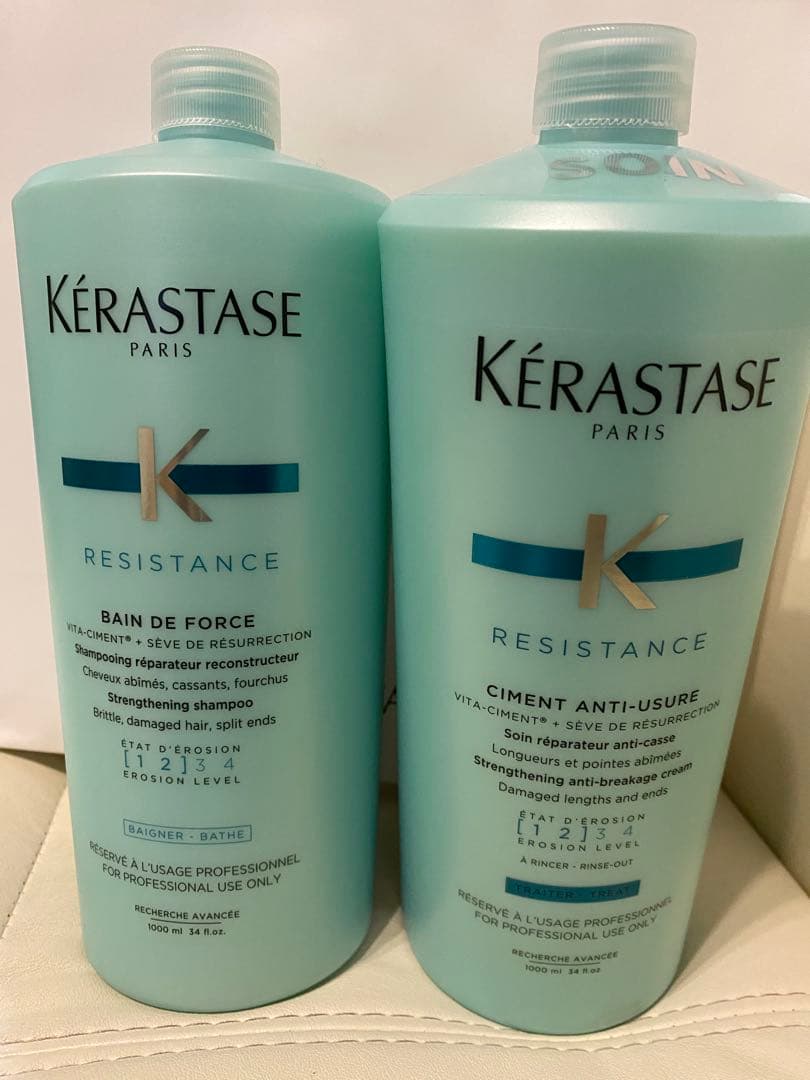 KÉRASTASE
PARIS
K
RESISTANCE
BAIN DE FORCE
VITA-CIMENT® + SÈVE DE RÉSURRECTION
Shampooing réparateur reconstructeur
Cheveux abîmés, cassants, fourchus
Strengthening shampoo
Brittle, damaged hair, split ends
ÉTAT D'ÉROSION
[1 2] 3 4
EROSION LEVEL
BAIGNER - BATHE
RÉSERVÉ À L'USAGE PROFESSIONNEL
FOR PROFESSIONAL USE ONLY
RECHERCHE AVANCÉE
1000 ml 34 fl.oz.
SOIN
KÉRASTASE
PARIS
K
RESISTANCE
CIMENT ANTI-USURE
VITA-CIMENT® + SÈVE DE RÉSURRECTION
Soin réparateur anti-casse
Longueurs et pointes abîmées
Strengthening anti-breakage cream
Damaged lengths and ends
ÉTAT D'ÉROSION
[1 2] 3 4
EROSION LEVEL
À RINCER - RINSE-OUT
TRAITER - TREAT
RÉSERVÉ À L'USAGE PROFESSIONNEL
FOR PROFESSIONAL USE ONLY
RECHERCHE AVANCÉE
1000 ml 34 fl.oz